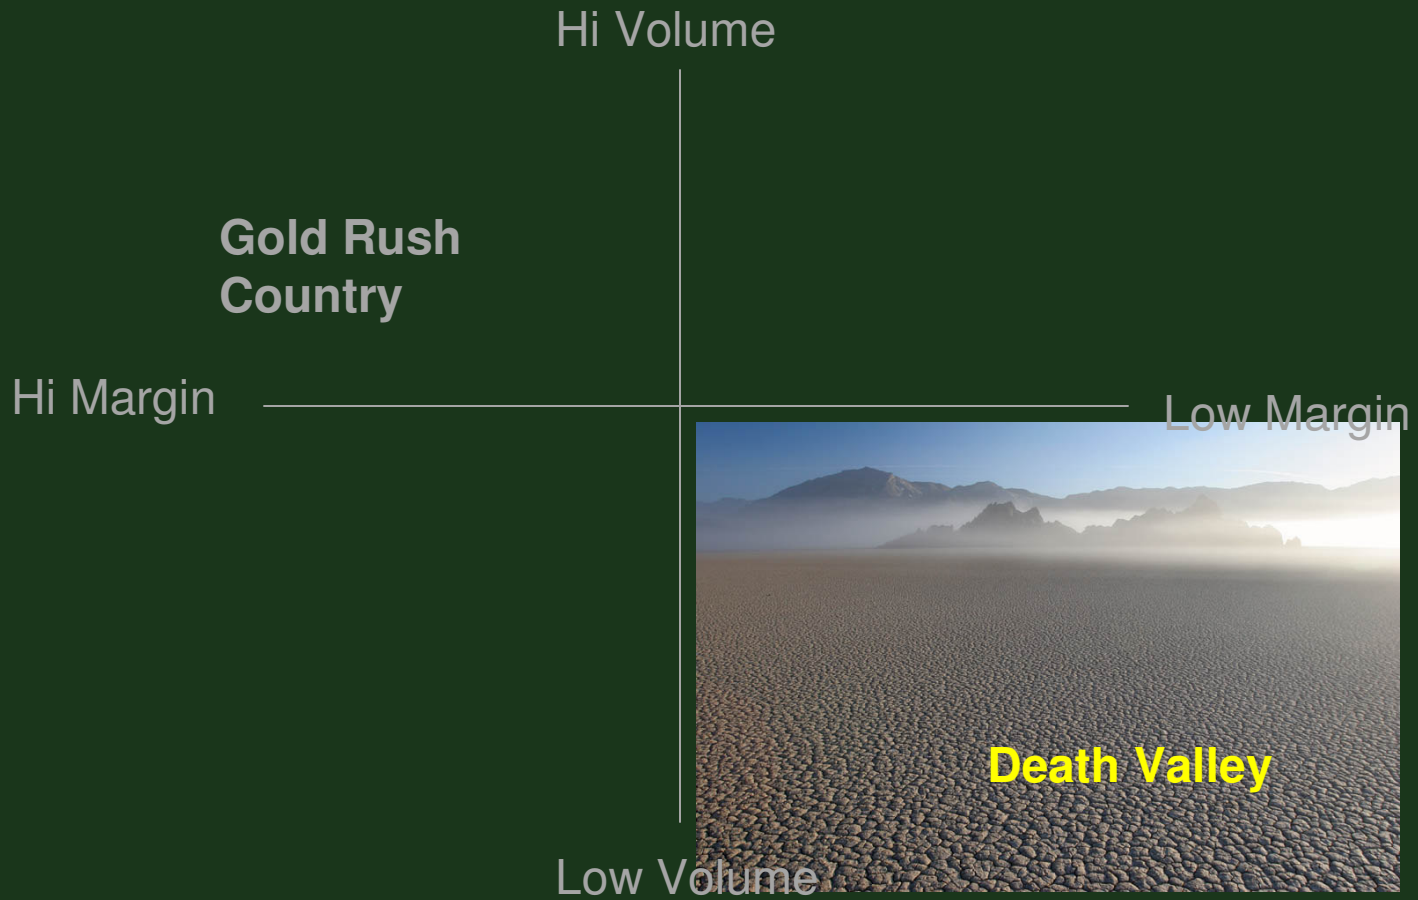 Hi Volume
Gold Rush
Country
Hi Margin
Low Margin
Death Valley
Low Volume